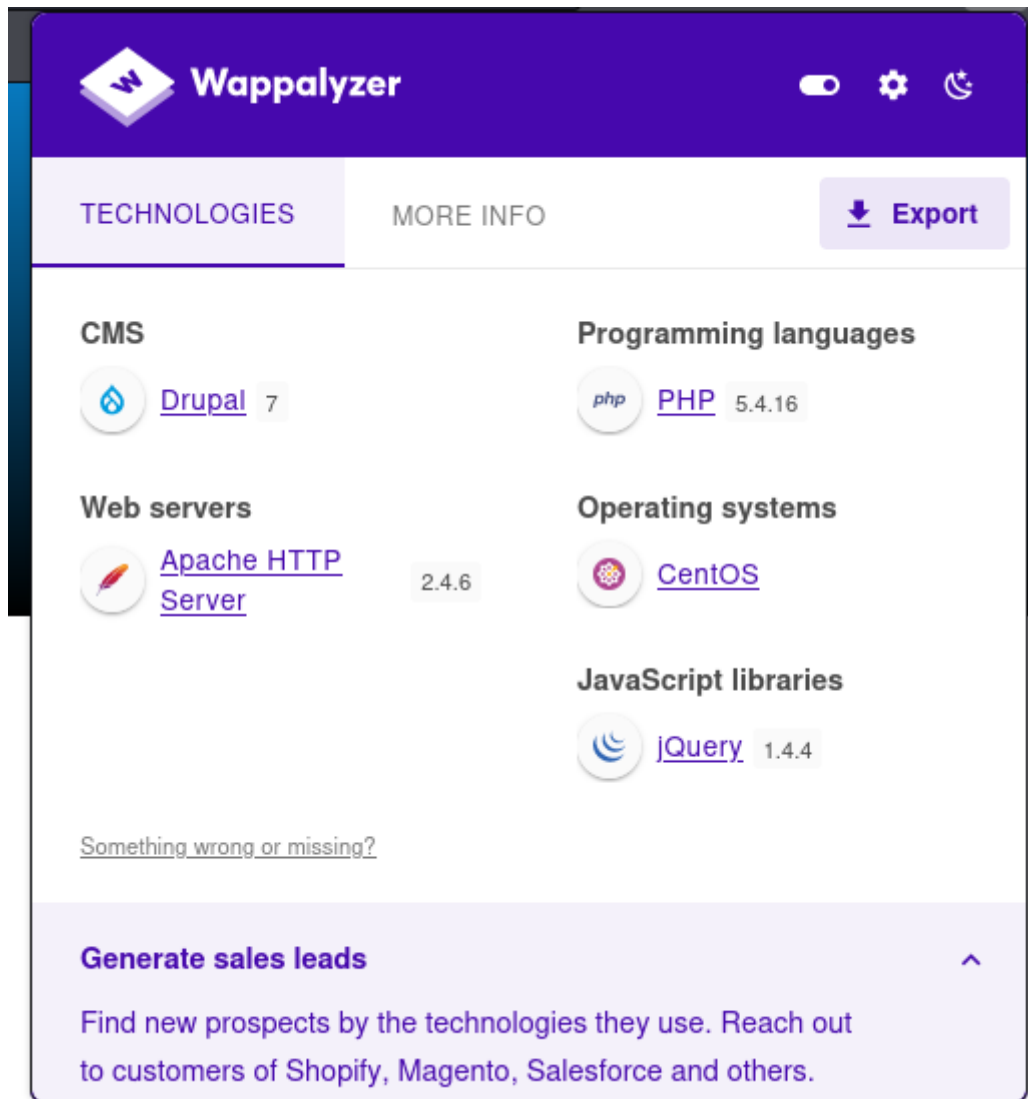 Wappalyzer
TECHNOLOGIES
MORE INFO
Export
CMS
Drupal 7
Web servers
Apache HTTP
Server
2.4.6
Programming languages
php PHP 5.4.16
Operating systems
CentOS
JavaScript libraries
jQuery 1.4.4
Something wrong or missing?
Generate sales leads
Find new prospects by the technologies they use. Reach out
to customers of Shopify, Magento, Salesforce and others.